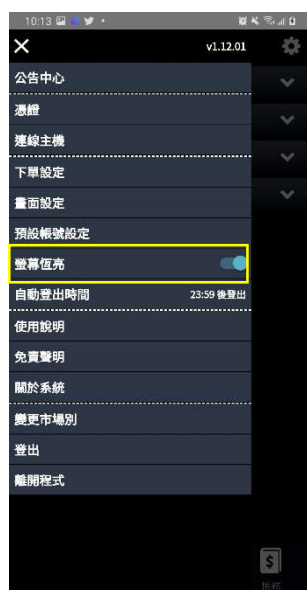 10:13
v1.12.01
公告中心
憑證
連線主機
下單設定
畫面設定
預設帳號設定
螢幕恆亮
自動登出時間 23:59 後登出
使用說明
免責聲明
關於系統
變更市場別
登出
離開程式
帳務